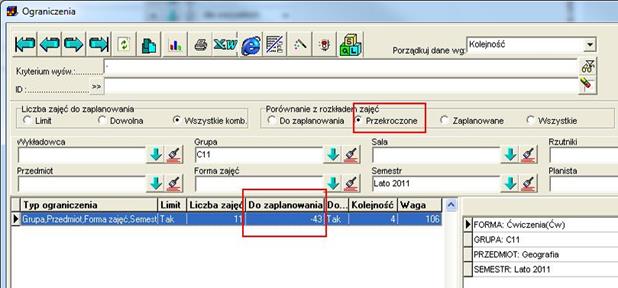 Ograniczenia
Porządkuj dane wg: Kolejność
Kryterium wyśw.:
ID : >>
Liczba zajęć do zaplanowania
Limit Dowolna Wszystkie komb.
Porównanie z rozkładem zajęć
Do zaplanowania Przekroczone Zaplanowane Wszystkie
Wykładowca Grupa Sala Rzutniki
C11
Przedmiot Forma zajęć Semestr Planista
Lato 2011
Typ ograniczenia Limit Liczba zajęć Do zaplanowania Do... Kolejność Waga
Grupa,Przedmiot,Forma zajęć,Semest Tak 11 -43 Tak 4 106
FORMA: Ćwiczenia(Ćw)
GRUPA: C11
PRZEDMIOT: Geografia
SEMESTR: Lato 2011